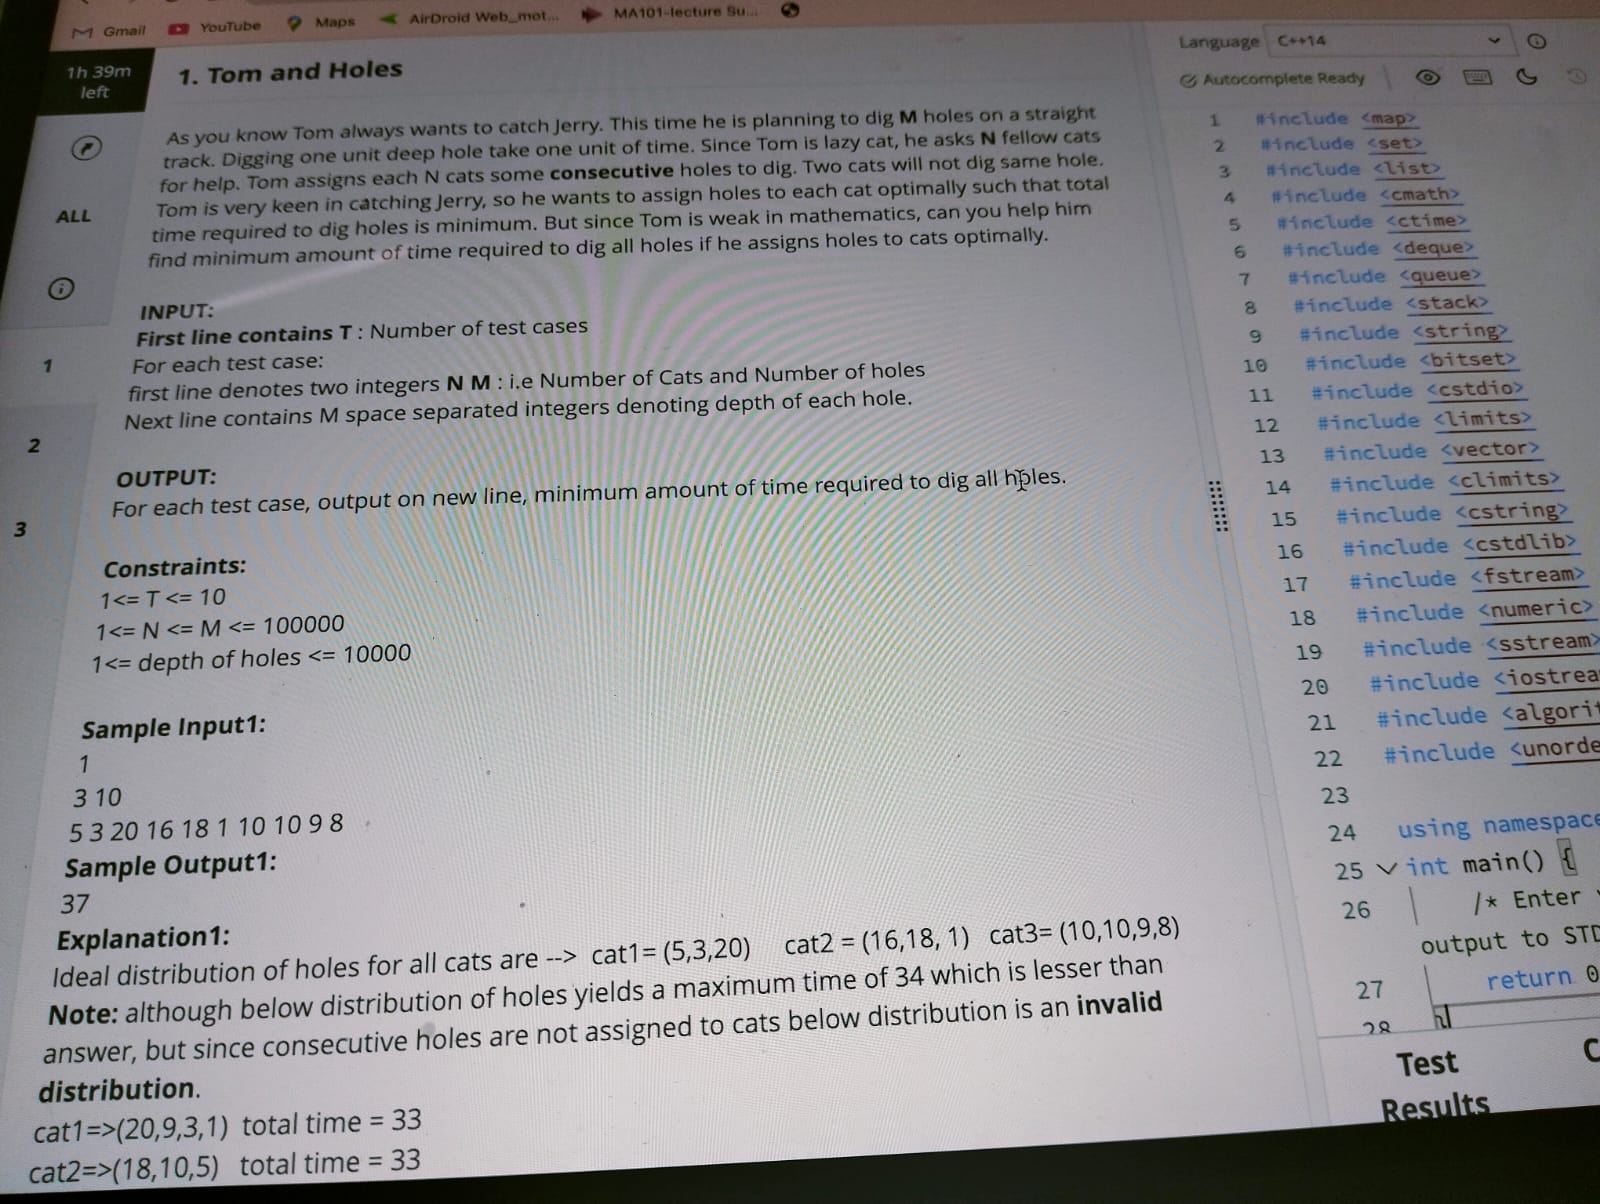 Gmail
YouTube
Maps
AirDroid Web_mot...
MA101-lecture Su...
1h 39m
left
ALL
1
2
3
1. Tom and Holes
As you know Tom always wants to catch Jerry. This time he is planning to dig M holes on a straight
track. Digging one unit deep hole take one unit of time. Since Tom is lazy cat, he asks N fellow cats
for help. Tom assigns each N cats some consecutive holes to dig. Two cats will not dig same hole.
Tom is very keen in catching Jerry, so he wants to assign holes to each cat optimally such that total
time required to dig holes is minimum. But since Tom is weak in mathematics, can you help him
find minimum amount of time required to dig all holes if he assigns holes to cats optimally.
INPUT:
First line contains T : Number of test cases
For each test case:
first line denotes two integers N M : i.e Number of Cats and Number of holes
Next line contains M space separated integers denoting depth of each hole.
OUTPUT:
For each test case, output on new line, minimum amount of time required to dig all holes.
Constraints:
1<= T <= 10
1<= N <= M <= 100000
1<= depth of holes <= 10000
Sample Input1:
1
3 10
5 3 20 16 18 1 10 10 9 8
Sample Output1:
37
Explanation1:
Ideal distribution of holes for all cats are --> cat1= (5,3,20) cat2 = (16,18, 1) cat3= (10,10,9,8)
Note: although below distribution of holes yields a maximum time of 34 which is lesser than
answer, but since consecutive holes are not assigned to cats below distribution is an invalid
distribution.
cat1=>(20,9,3,1) total time = 33
cat2=>(18,10,5) total time = 33
Language C++14
Autocomplete Ready
1 #include <map>
2 #include <set>
3 #include <list>
4 #include <cmath>
5 #include <ctime>
6 #include <deque>
7 #include <queue>
8 #include <stack>
9 #include <string>
10 #include <bitset>
11 #include <cstdio>
12 #include <limits>
13 #include <vector>
14 #include <climits>
15 #include <cstring>
16 #include <cstdlib>
17 #include <fstream>
18 #include <numeric>
19 #include <sstream>
20 #include <iostrea
21 #include <algorit
22 #include <unorde
23
24 using namespace
25 int main() {
26 /* Enter
output to STD
27 return 0
28
Test
Results